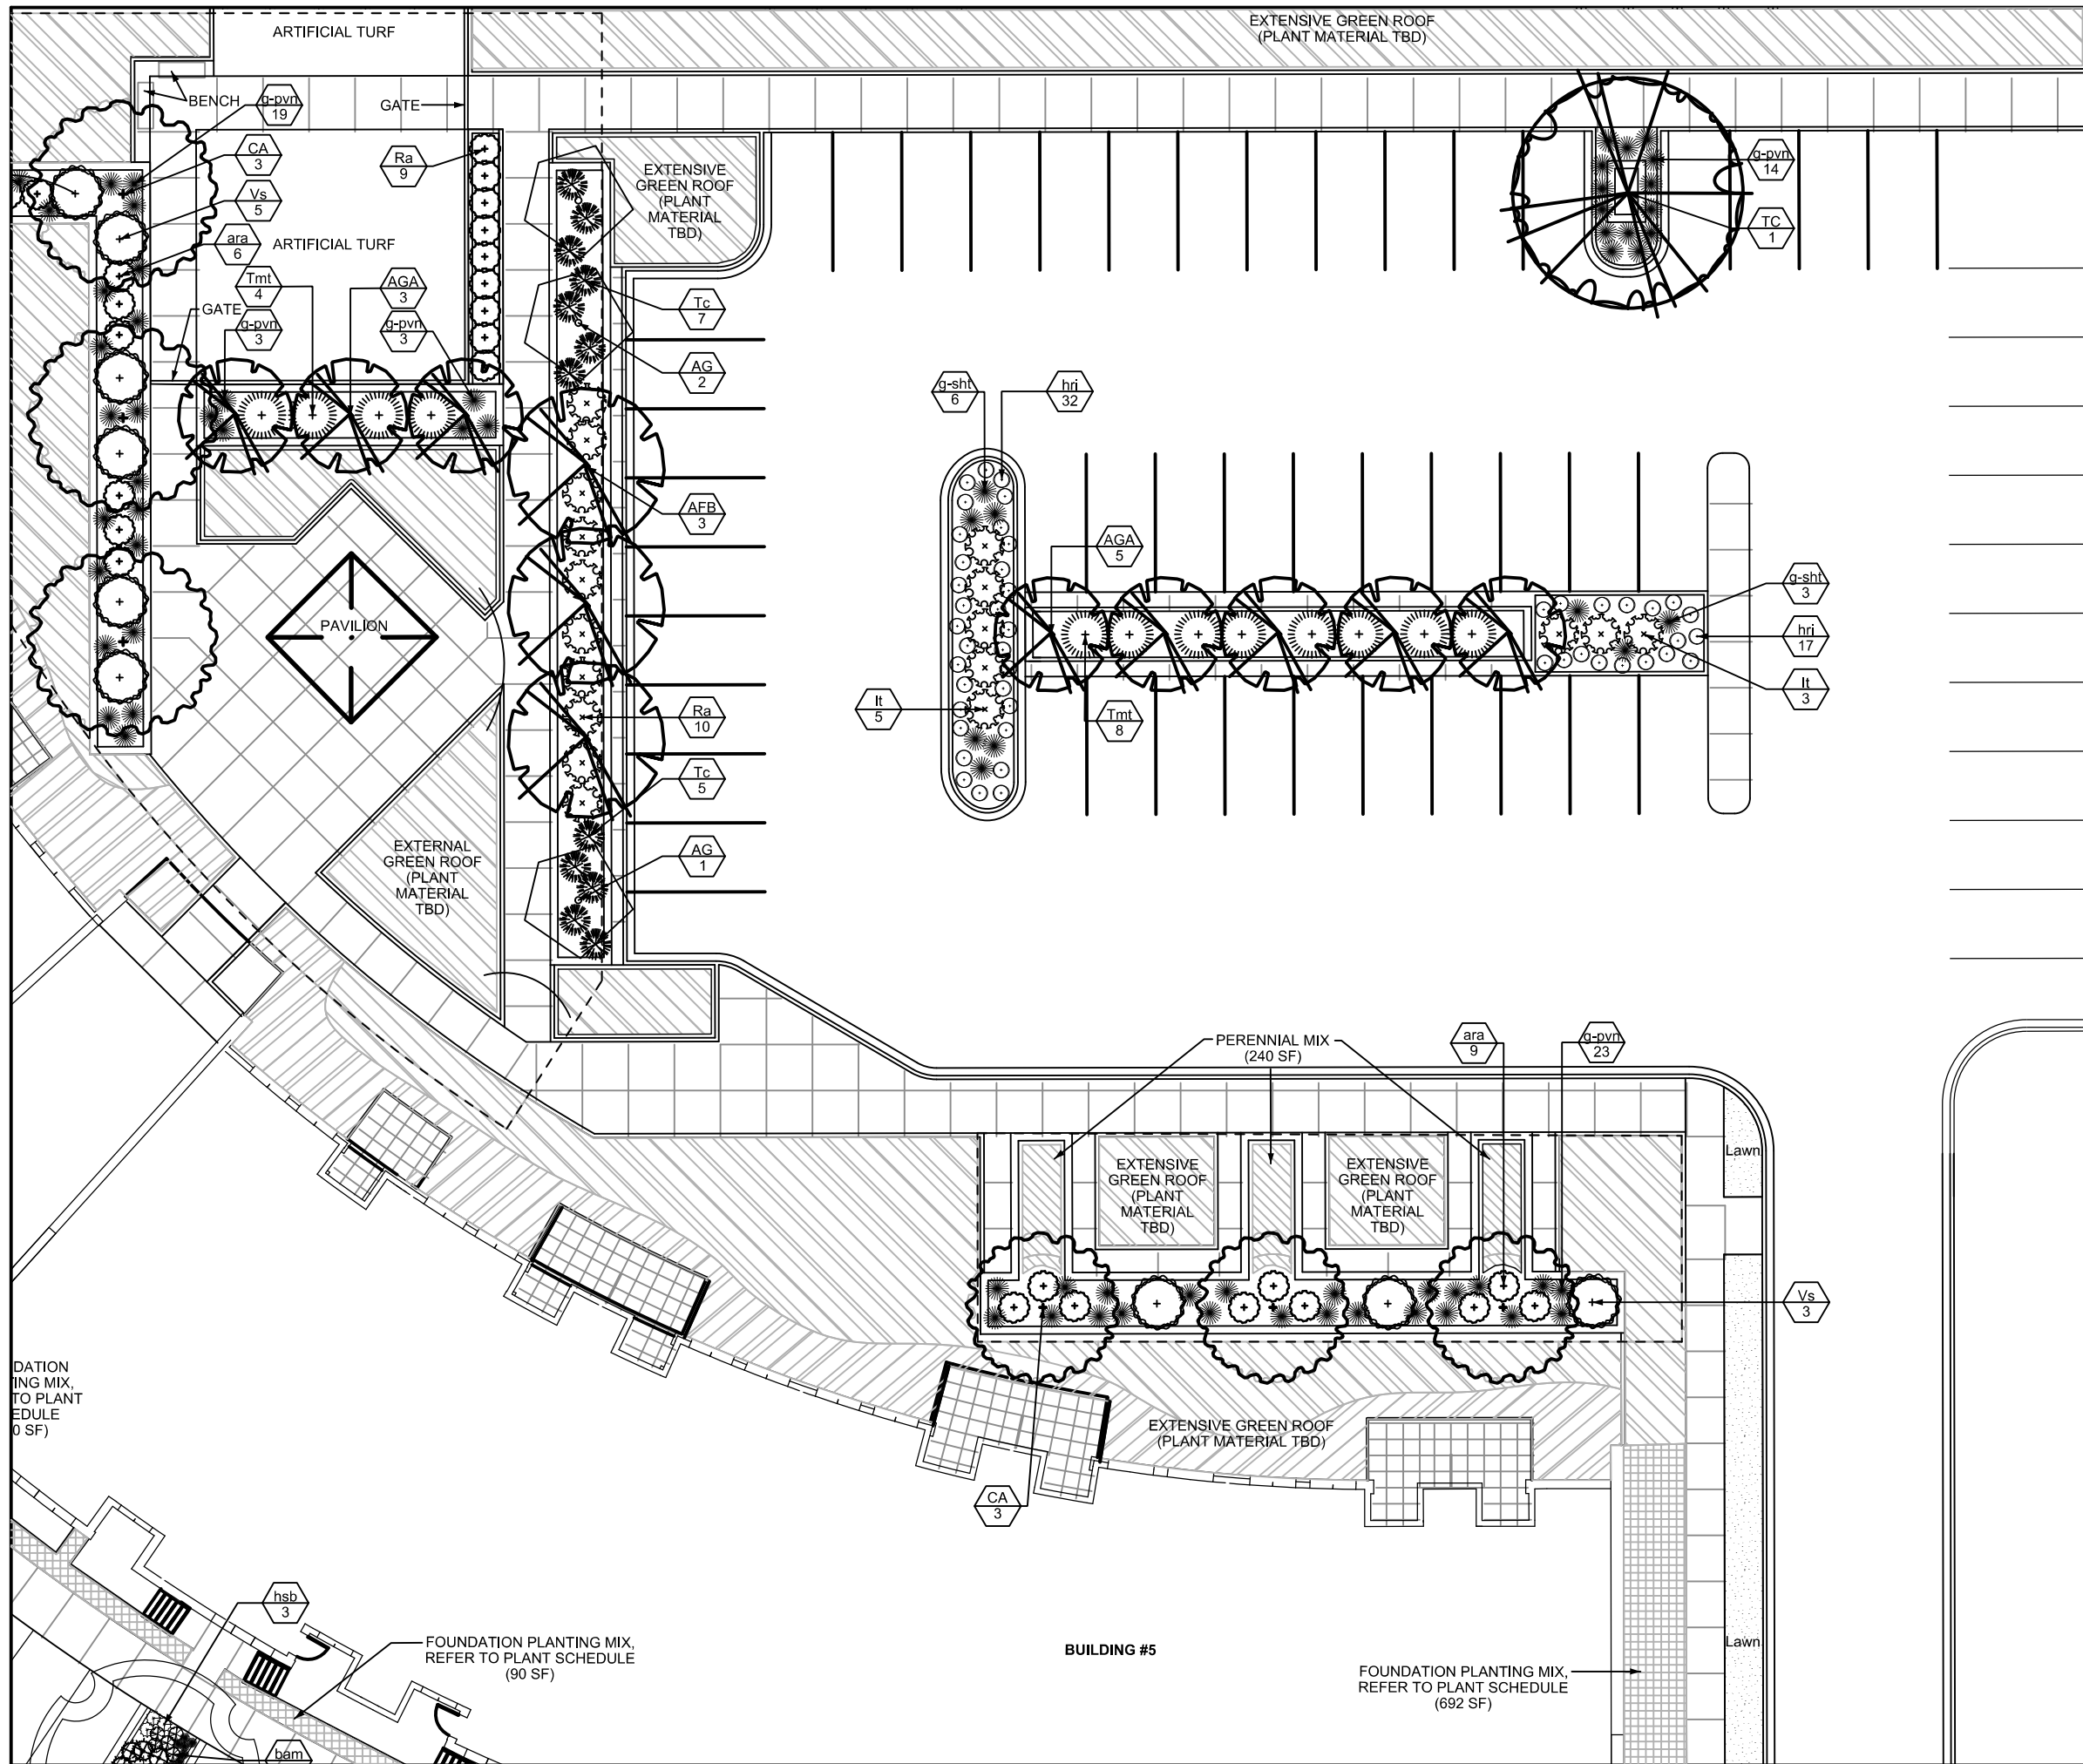 ARTIFICIAL TURF
EXTENSIVE GREEN ROOF
(PLANT MATERIAL TBD)
BENCH
g-pvn
19
GATE
CA
3
Ra
9
EXTENSIVE
GREEN ROOF
(PLANT
MATERIAL
TBD)
g-pvn
14
Vs
5
TC
1
ara
6
ARTIFICIAL TURF
Tmt
4
AGA
3
GATE
g-pvn
3
g-pvn
3
Tc
7
AG
2
g-sht
6
hri
32
AFB
3
AGA
5
g-sht
3
PAVILION
hri
17
It
3
It
5
Ra
10
Tmt
8
Tc
5
AG
1
EXTERNAL
GREEN ROOF
(PLANT
MATERIAL
TBD)
PERENNIAL MIX
(240 SF)
ara
9
g-pvn
23
EXTENSIVE
GREEN ROOF
(PLANT
MATERIAL
TBD)
EXTENSIVE
GREEN ROOF
(PLANT
MATERIAL
TBD)
Lawn
Vs
3
DATION
ING MIX,
TO PLANT
EDULE
0 SF)
EXTENSIVE GREEN ROOF
(PLANT MATERIAL TBD)
CA
3
hsb
3
FOUNDATION PLANTING MIX,
REFER TO PLANT SCHEDULE
(90 SF)
BUILDING #5
Lawn
FOUNDATION PLANTING MIX,
REFER TO PLANT SCHEDULE
(692 SF)
bam